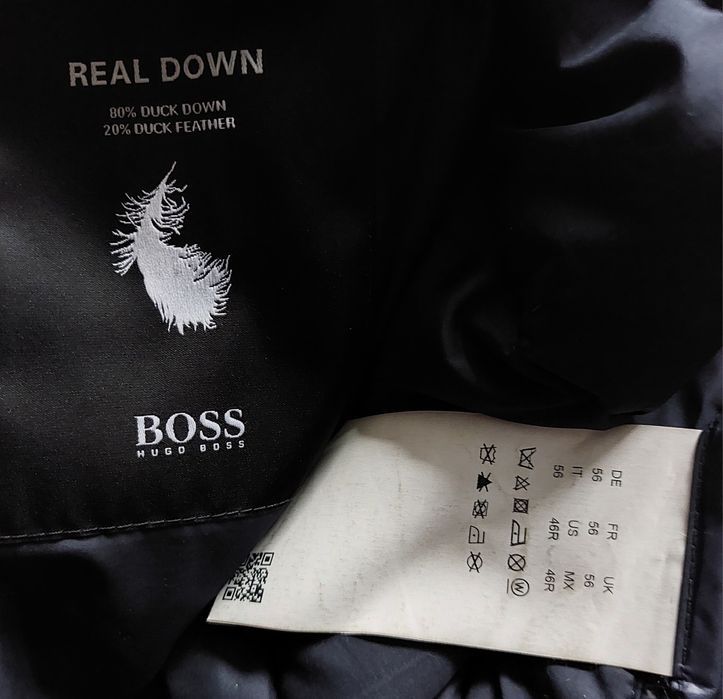 REAL DOWN
80% DUCK DOWN
20% DUCK FEATHER
BOSS
HUGO BOSS
DE FR UK
56 56 56
IT US MX
56 46R 46R
W